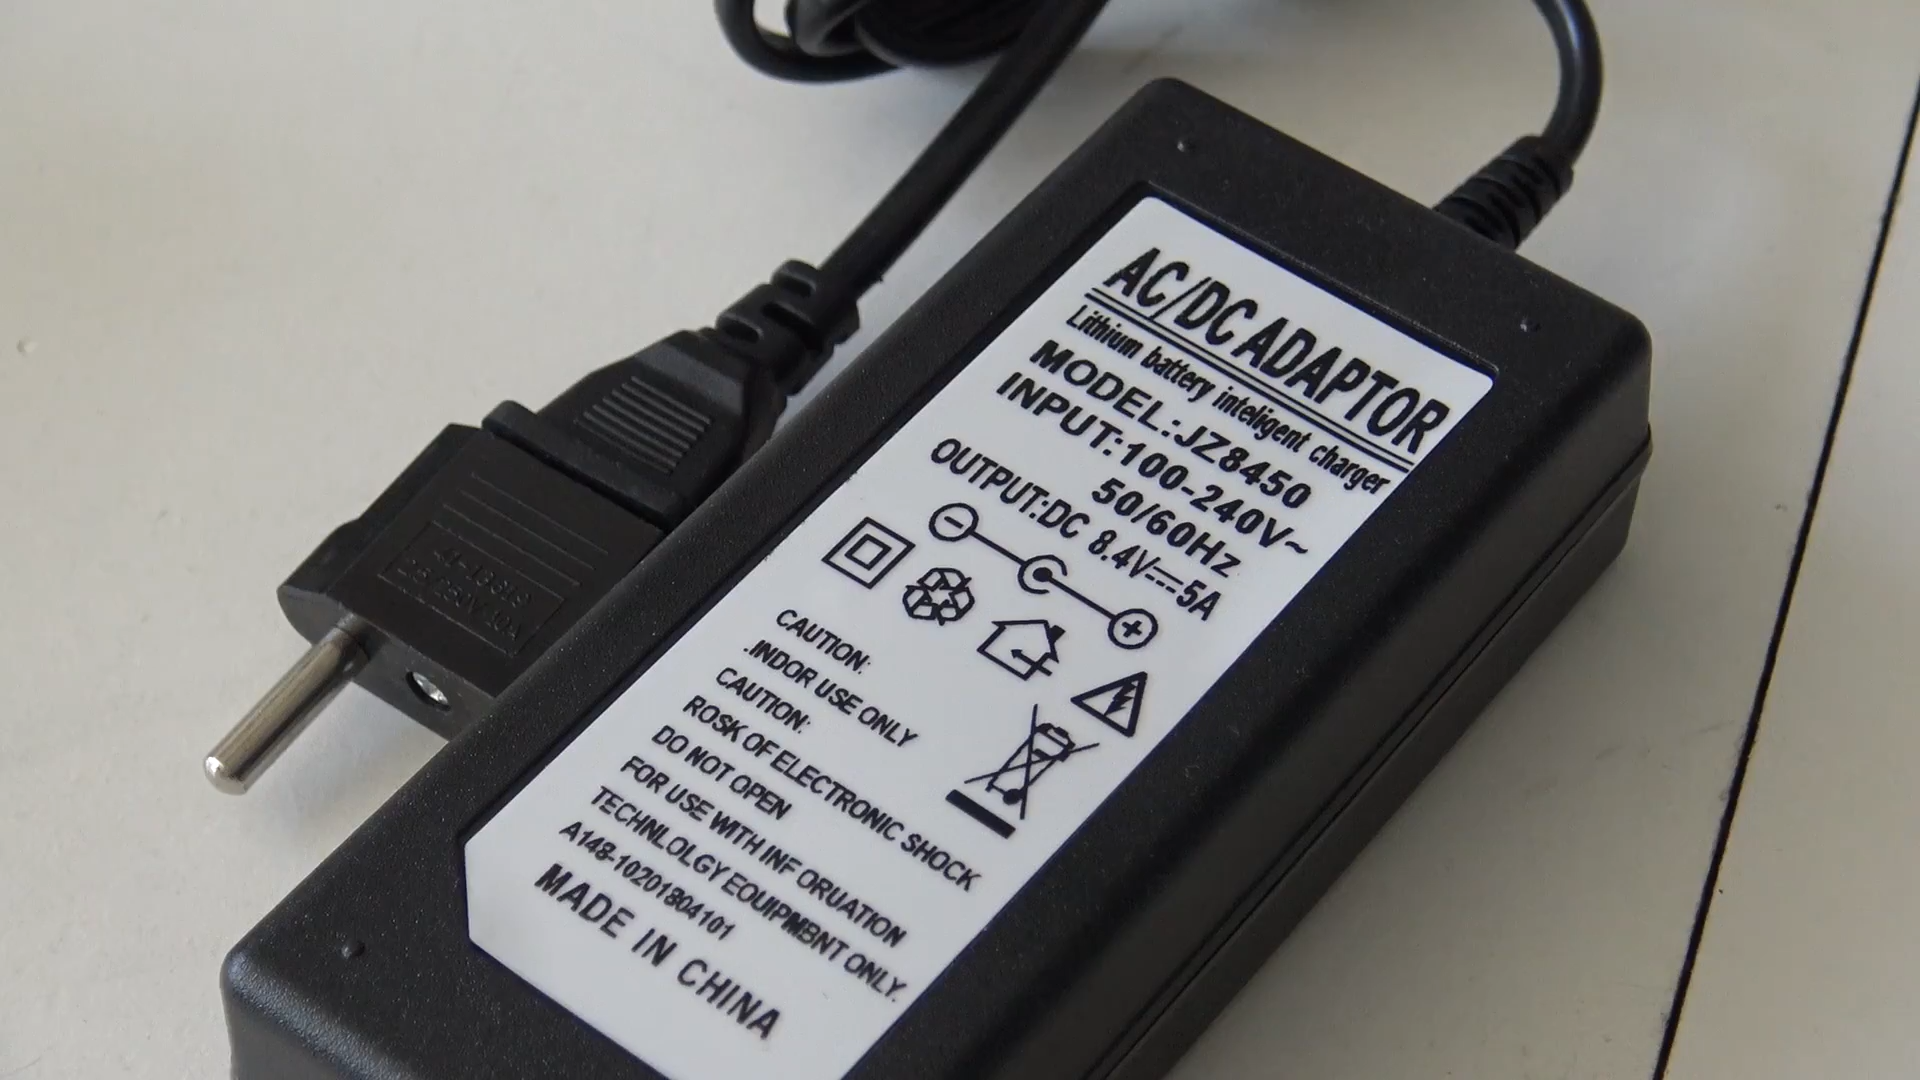 AC/DC ADAPTOR
Lithium battery inteligent charger
MODEL:JZ8450
INPUT:100-240V~
50/60Hz
OUTPUT:DC 8.4V⎓5A
CAUTION:
.INDOR USE ONLY
CAUTION:
ROSK OF ELECTRONIC SHOCK
DO NOT OPEN
FOR USE WITH INF ORUATION
TECHNLOLGY EQUIPMBNT ONLY.
A148-10201804101
MADE IN CHINA